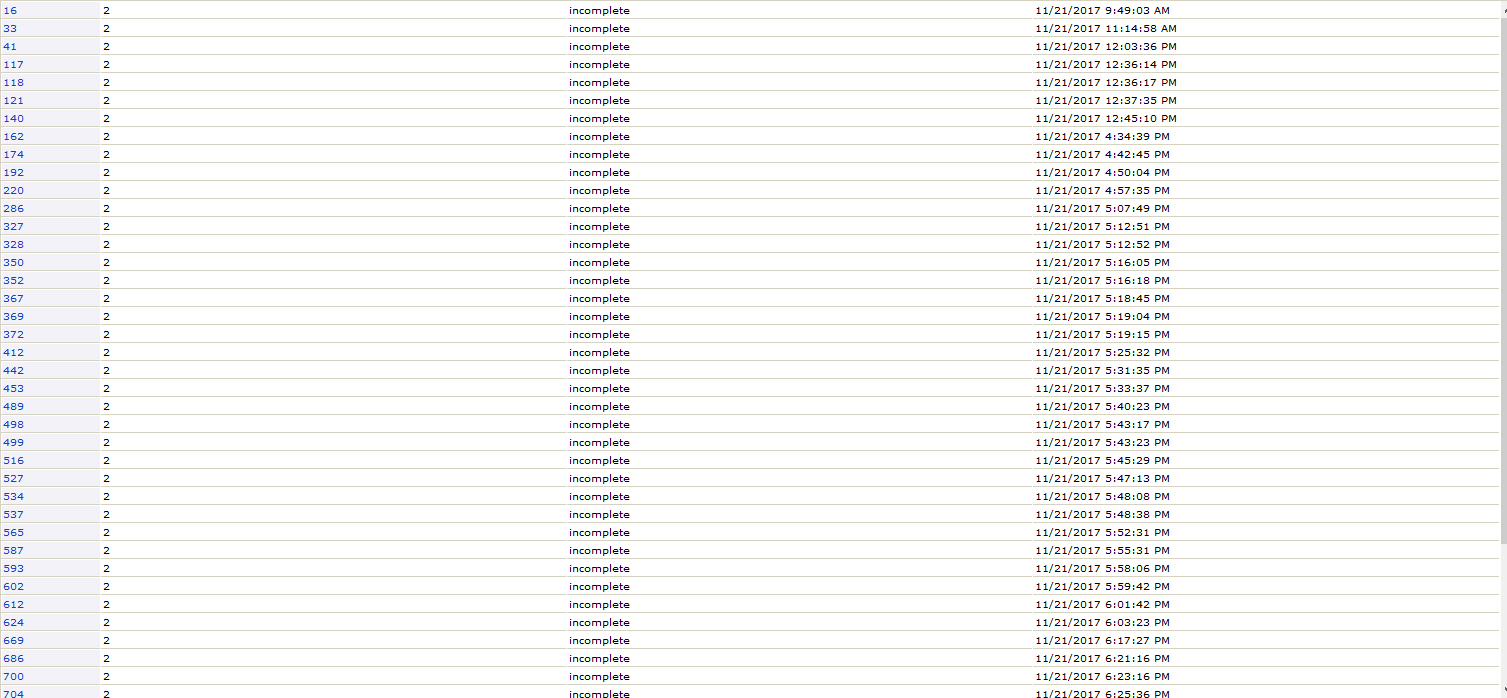 16 2 incomplete 11/21/2017 9:49:03 AM
33 2 incomplete 11/21/2017 11:14:58 AM
41 2 incomplete 11/21/2017 12:03:36 PM
117 2 incomplete 11/21/2017 12:36:14 PM
118 2 incomplete 11/21/2017 12:36:17 PM
121 2 incomplete 11/21/2017 12:37:35 PM
140 2 incomplete 11/21/2017 12:45:10 PM
162 2 incomplete 11/21/2017 4:34:39 PM
174 2 incomplete 11/21/2017 4:42:45 PM
192 2 incomplete 11/21/2017 4:50:04 PM
220 2 incomplete 11/21/2017 4:57:35 PM
286 2 incomplete 11/21/2017 5:07:49 PM
327 2 incomplete 11/21/2017 5:12:51 PM
328 2 incomplete 11/21/2017 5:12:52 PM
350 2 incomplete 11/21/2017 5:16:05 PM
352 2 incomplete 11/21/2017 5:16:18 PM
367 2 incomplete 11/21/2017 5:18:45 PM
369 2 incomplete 11/21/2017 5:19:04 PM
372 2 incomplete 11/21/2017 5:19:15 PM
412 2 incomplete 11/21/2017 5:25:32 PM
442 2 incomplete 11/21/2017 5:31:35 PM
453 2 incomplete 11/21/2017 5:33:37 PM
489 2 incomplete 11/21/2017 5:40:23 PM
498 2 incomplete 11/21/2017 5:43:17 PM
499 2 incomplete 11/21/2017 5:43:23 PM
516 2 incomplete 11/21/2017 5:45:29 PM
527 2 incomplete 11/21/2017 5:47:13 PM
534 2 incomplete 11/21/2017 5:48:08 PM
537 2 incomplete 11/21/2017 5:48:38 PM
565 2 incomplete 11/21/2017 5:52:31 PM
587 2 incomplete 11/21/2017 5:55:31 PM
593 2 incomplete 11/21/2017 5:58:06 PM
602 2 incomplete 11/21/2017 5:59:42 PM
612 2 incomplete 11/21/2017 6:01:42 PM
624 2 incomplete 11/21/2017 6:03:23 PM
669 2 incomplete 11/21/2017 6:17:27 PM
686 2 incomplete 11/21/2017 6:21:16 PM
700 2 incomplete 11/21/2017 6:23:16 PM
704 2 incomplete 11/21/2017 6:25:36 PM